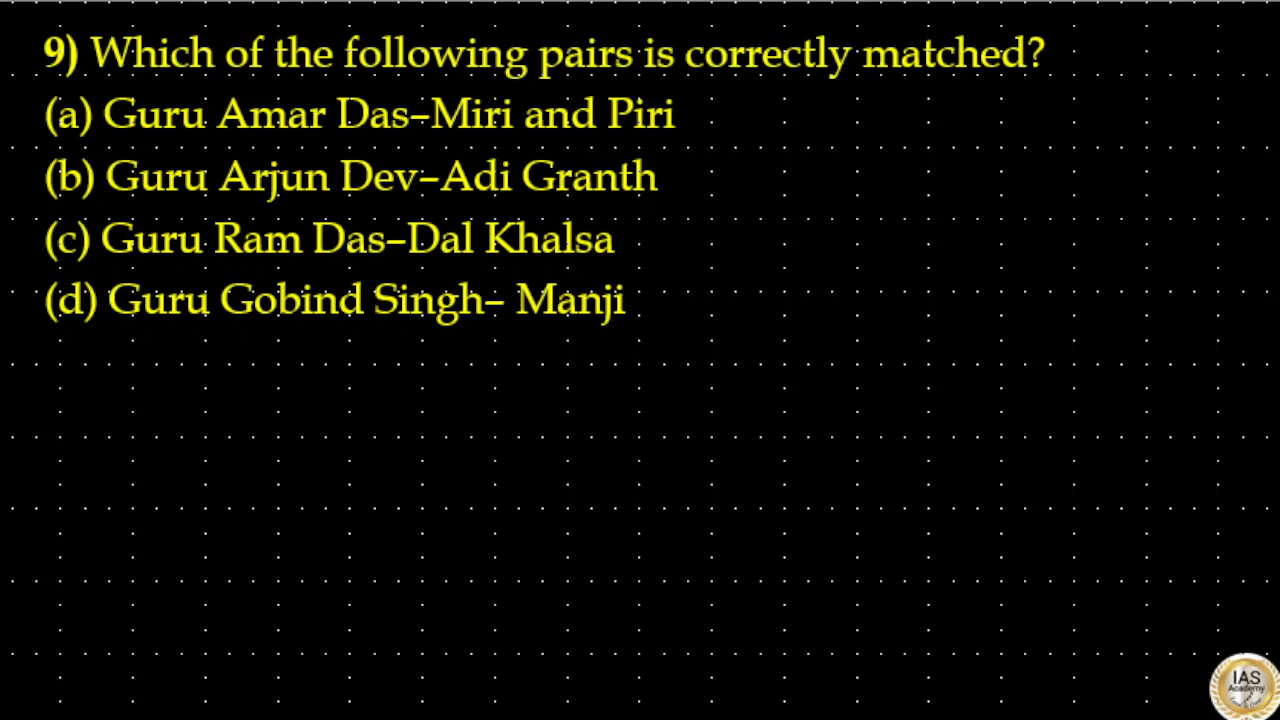 9) Which of the following pairs is correctly matched?
(a) Guru Amar Das–Miri and Piri
(b) Guru Arjun Dev–Adi Granth
(c) Guru Ram Das–Dal Khalsa
(d) Guru Gobind Singh– Manji
IAS
Academy